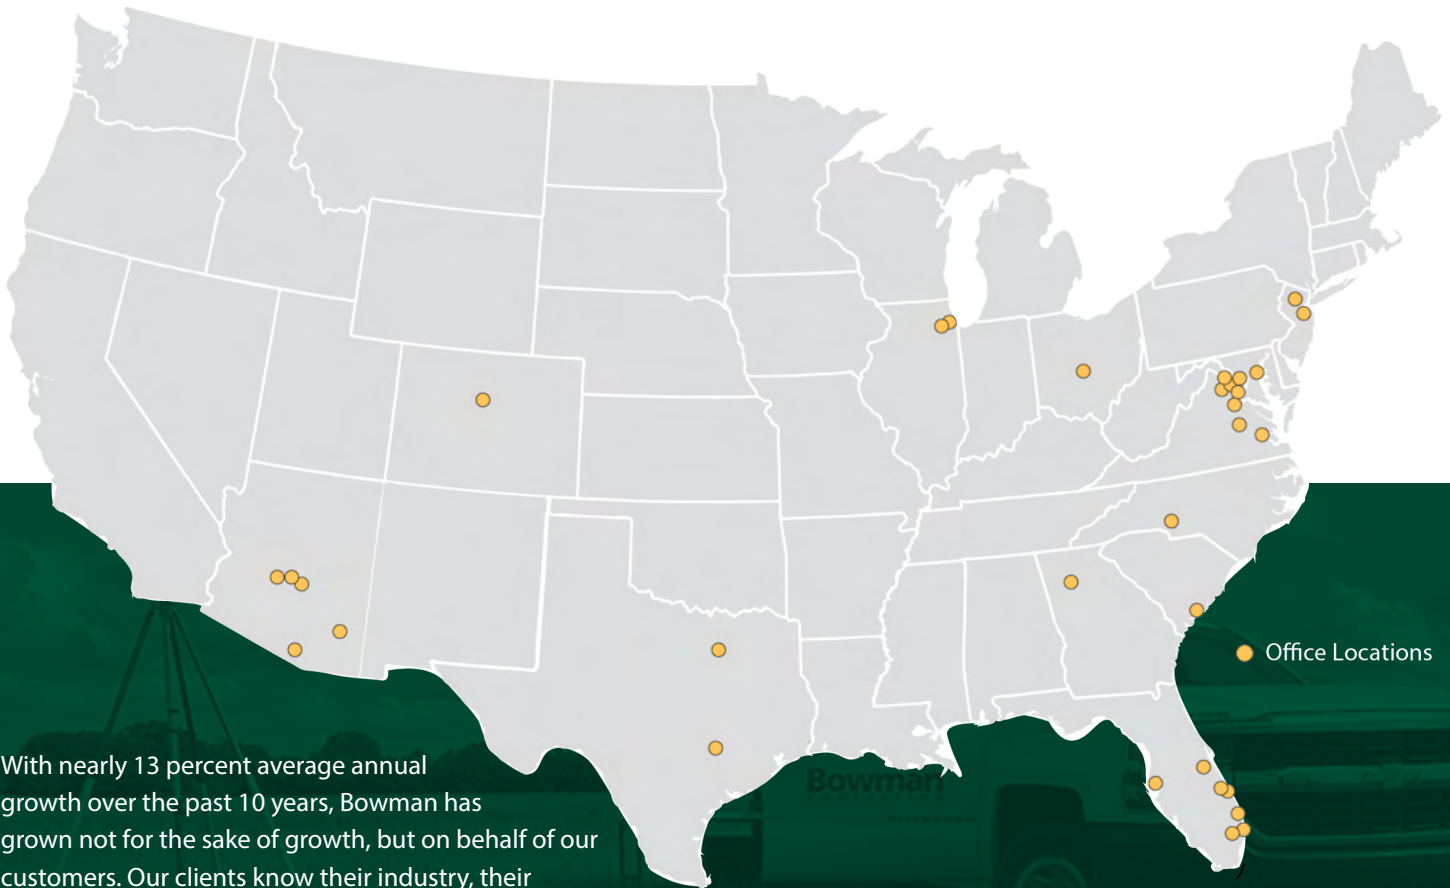 Office Locations
With nearly 13 percent average annual
growth over the past 10 years, Bowman has
grown not for the sake of growth, but on behalf of our
customers. Our clients know their industry, their
Bowman
CONSULTING